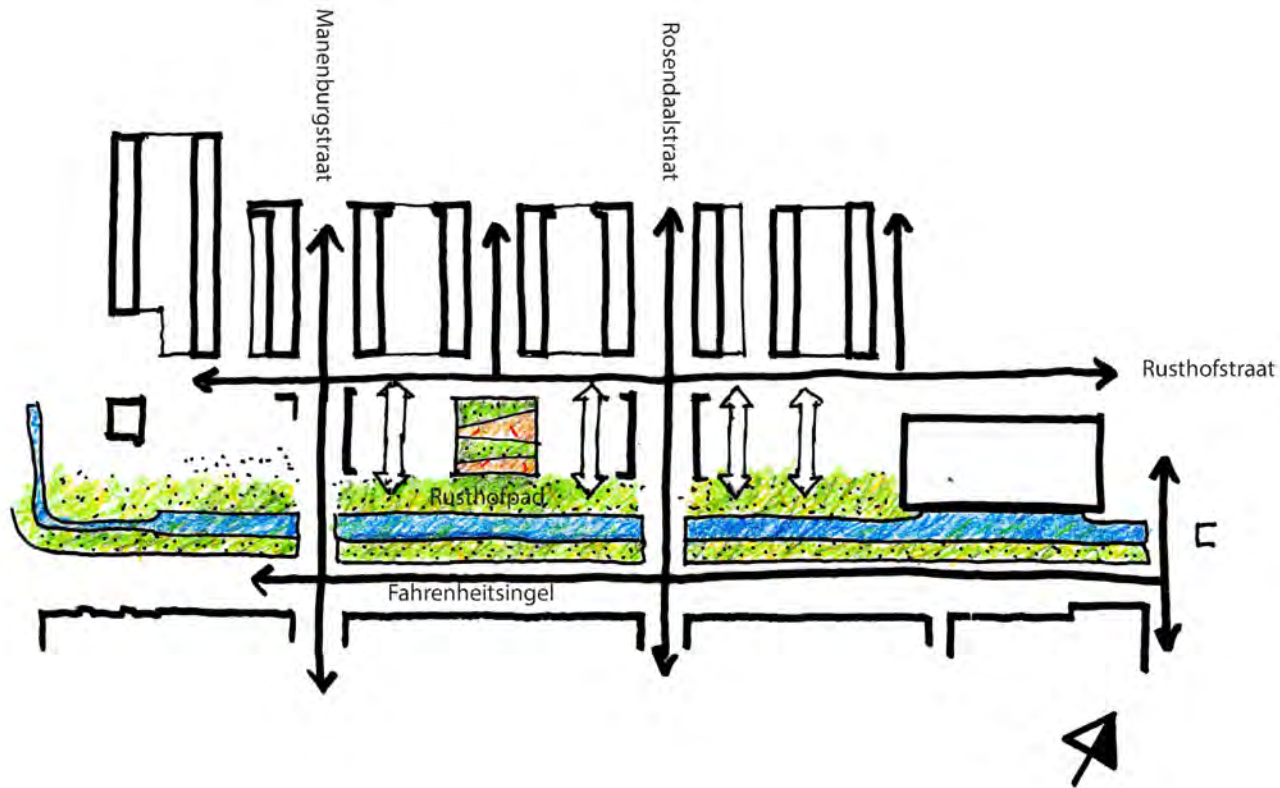 Manenburgstraat
Rosendaalstraat
Rusthofstraat
Rusthofpad
Fahrenheitsingel